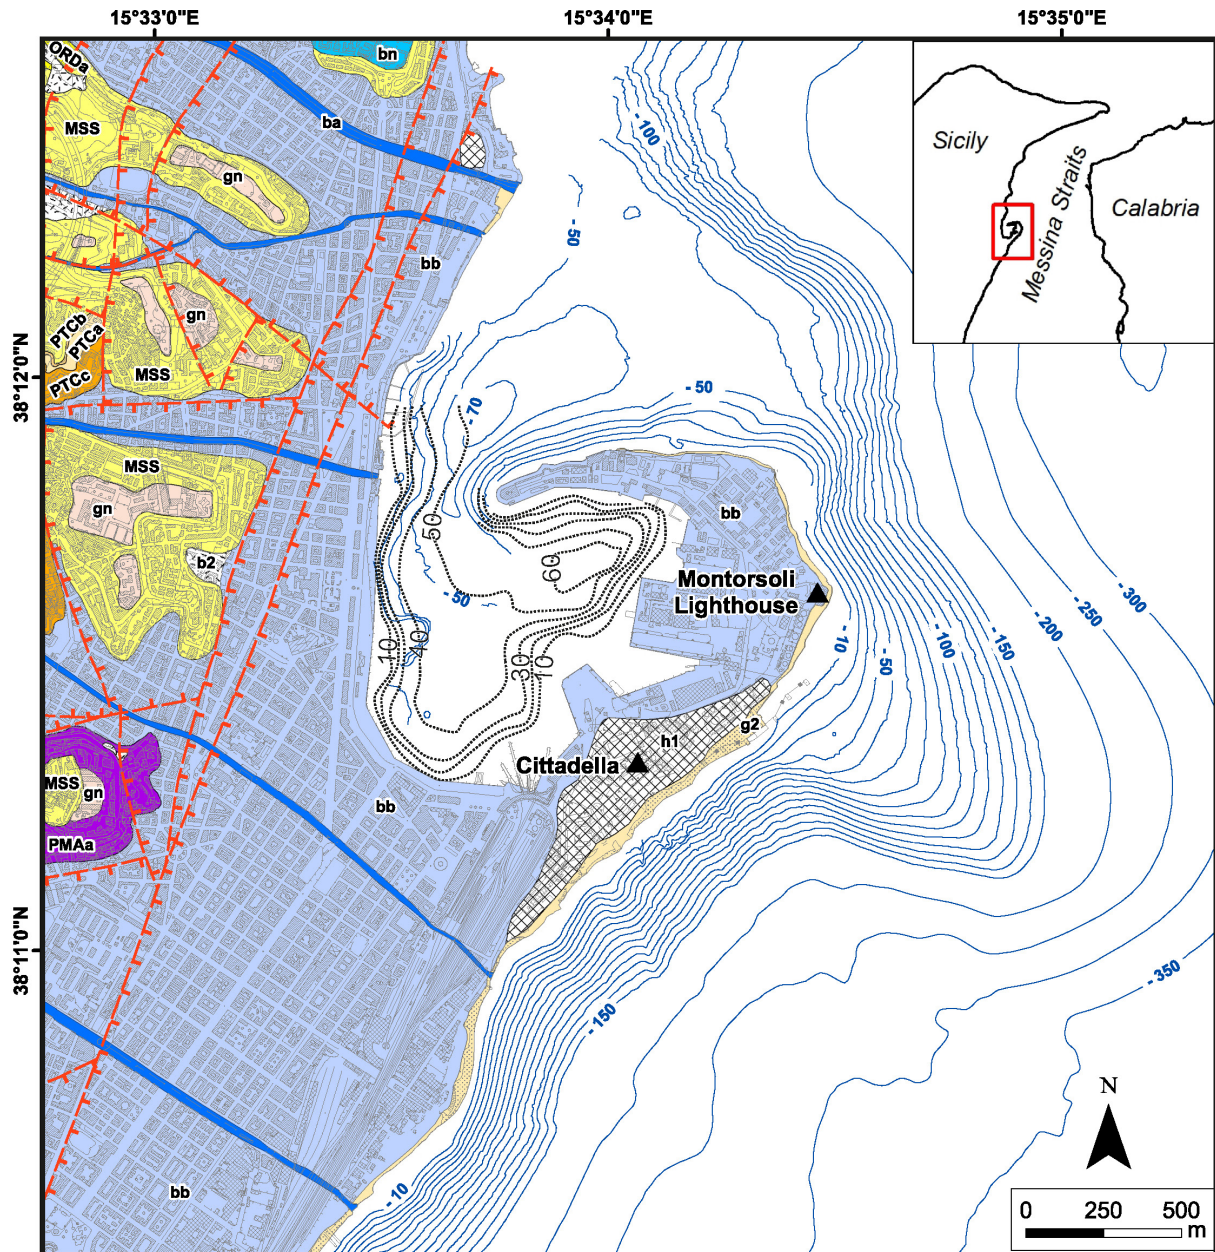 15°33'0"E
15°34'0"E
15°35'0"E
ORDa
bn
MSS
ba
gn
- 100
Sicily
Messina Straits
Calabria
- 50
bb
gn
PTCb
PTCa
PTCc
MSS
38°12'0"N
- 50
- 70
MSS
gn
b2
50
60
bb
Montorsoli
Lighthouse
- 50
10
40
30
10
- 10
- 50
- 100
- 150
- 200
- 250
- 300
g2
h1
Cittadella
MSS
gn
PMAa
bb
38°11'0"N
- 350
- 150
- 10
bb
N
0 250 500
m